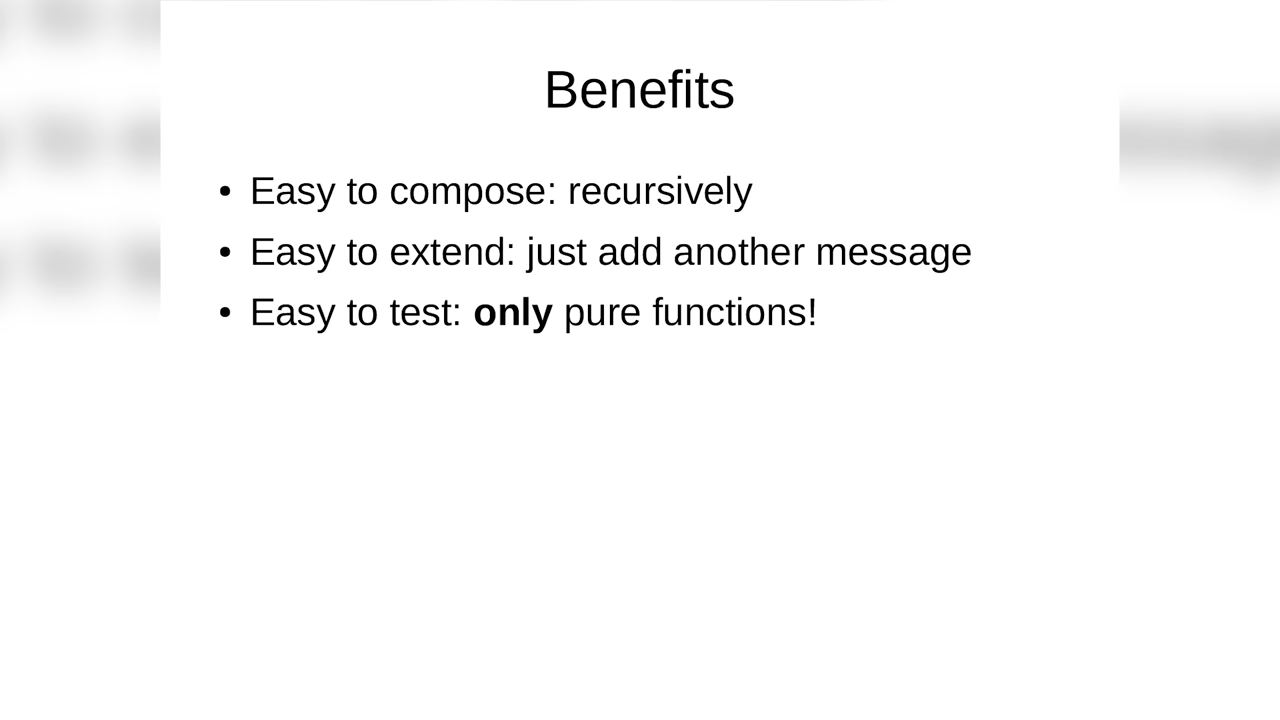 Benefits
• Easy to compose: recursively
• Easy to extend: just add another message
• Easy to test: only pure functions!